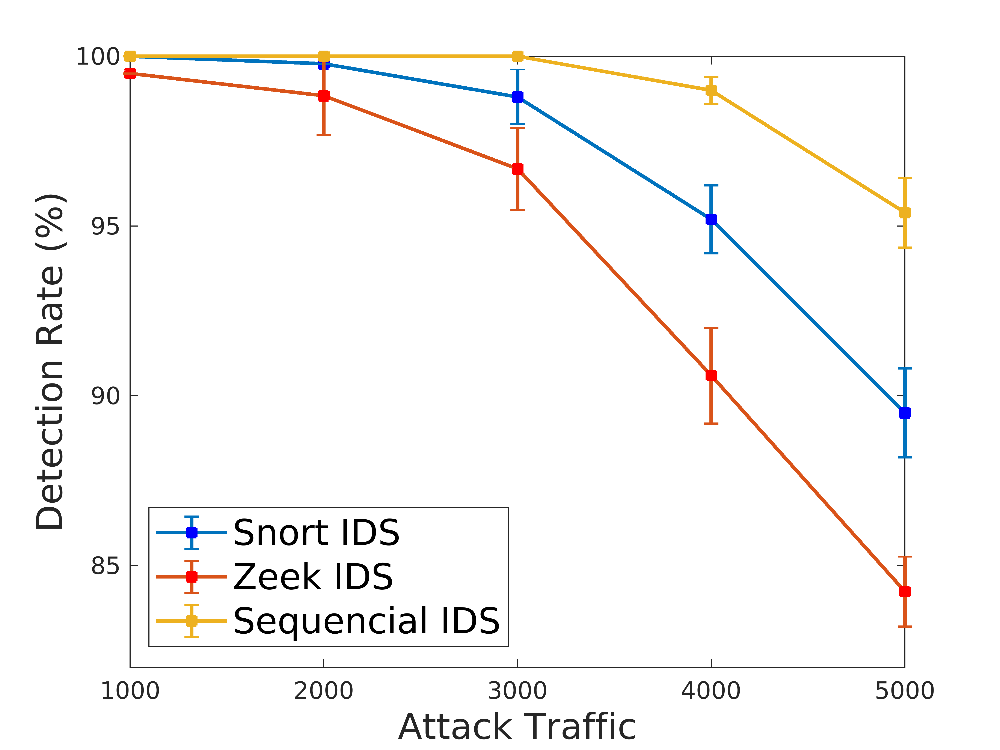 100
95
90
85
Detection Rate (%)
Snort IDS
Zeek IDS
Sequencial IDS
1000 2000 3000 4000 5000
Attack Traffic